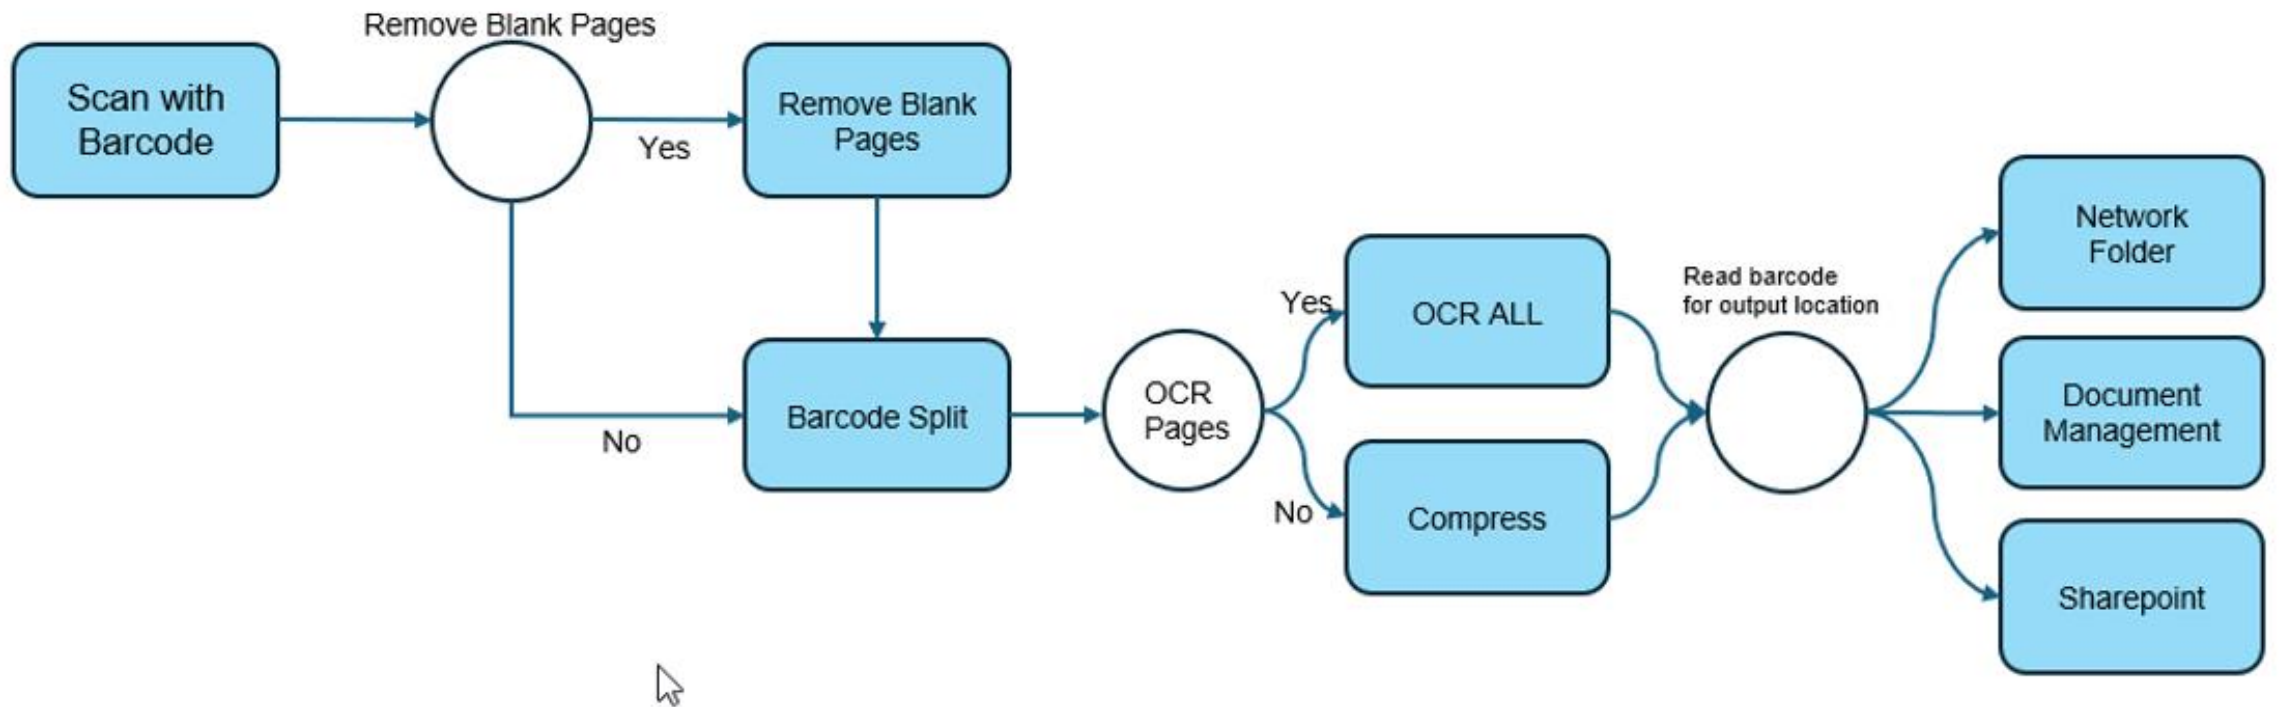 Remove Blank Pages
Scan with
Barcode
Yes
Remove Blank
Pages
No
Barcode Split
OCR
Pages
Yes
No
OCR ALL
Compress
Read barcode
for output location
Network
Folder
Document
Management
Sharepoint